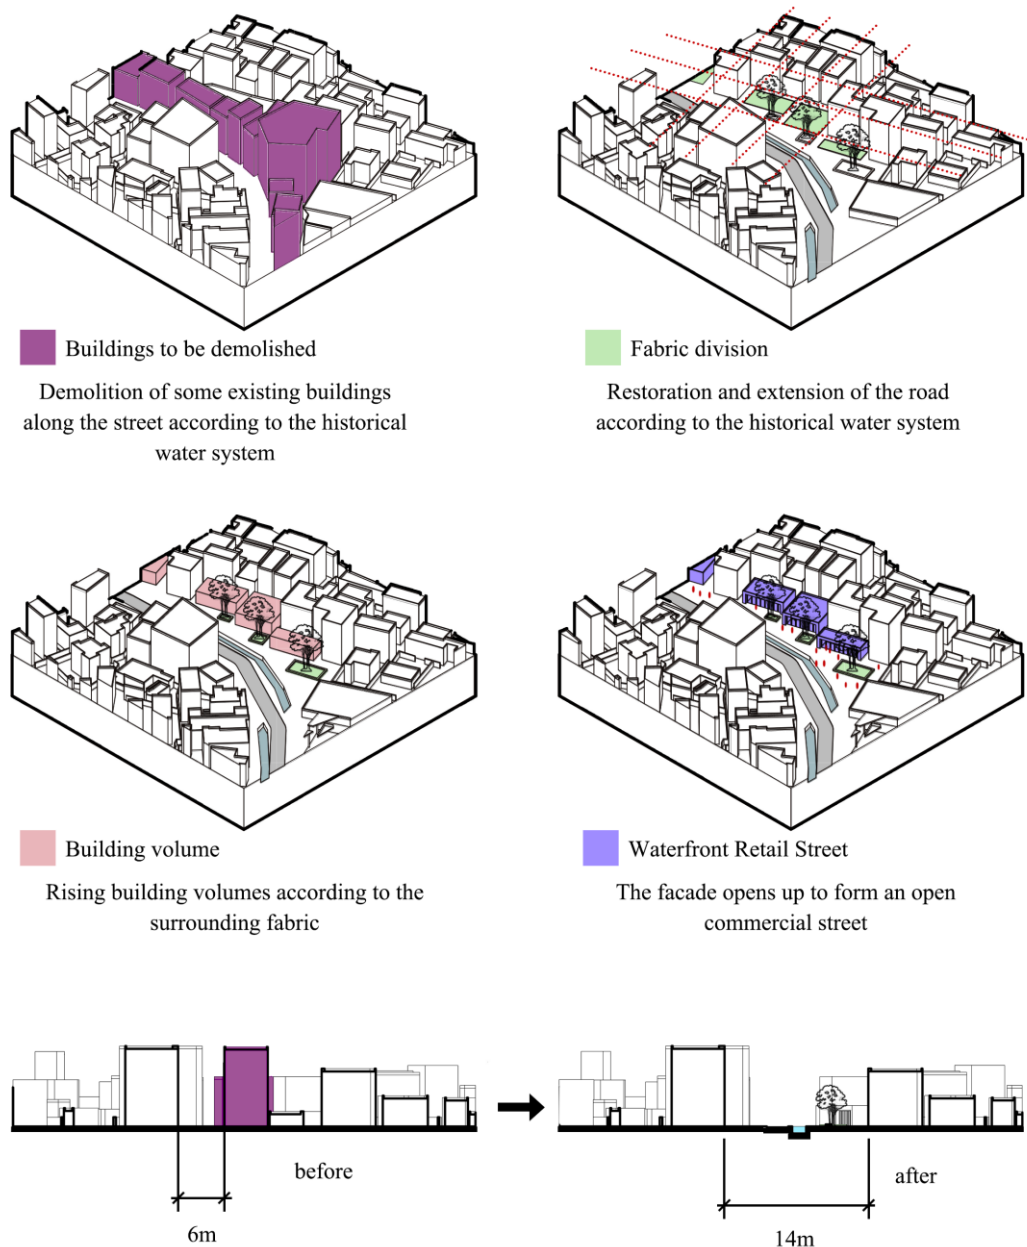 Buildings to be demolished
Demolition of some existing buildings
along the street according to the historical
water system
Fabric division
Restoration and extension of the road
according to the historical water system
Building volume
Rising building volumes according to the
surrounding fabric
Waterfront Retail Street
The facade opens up to form an open
commercial street
before
6m
after
14m